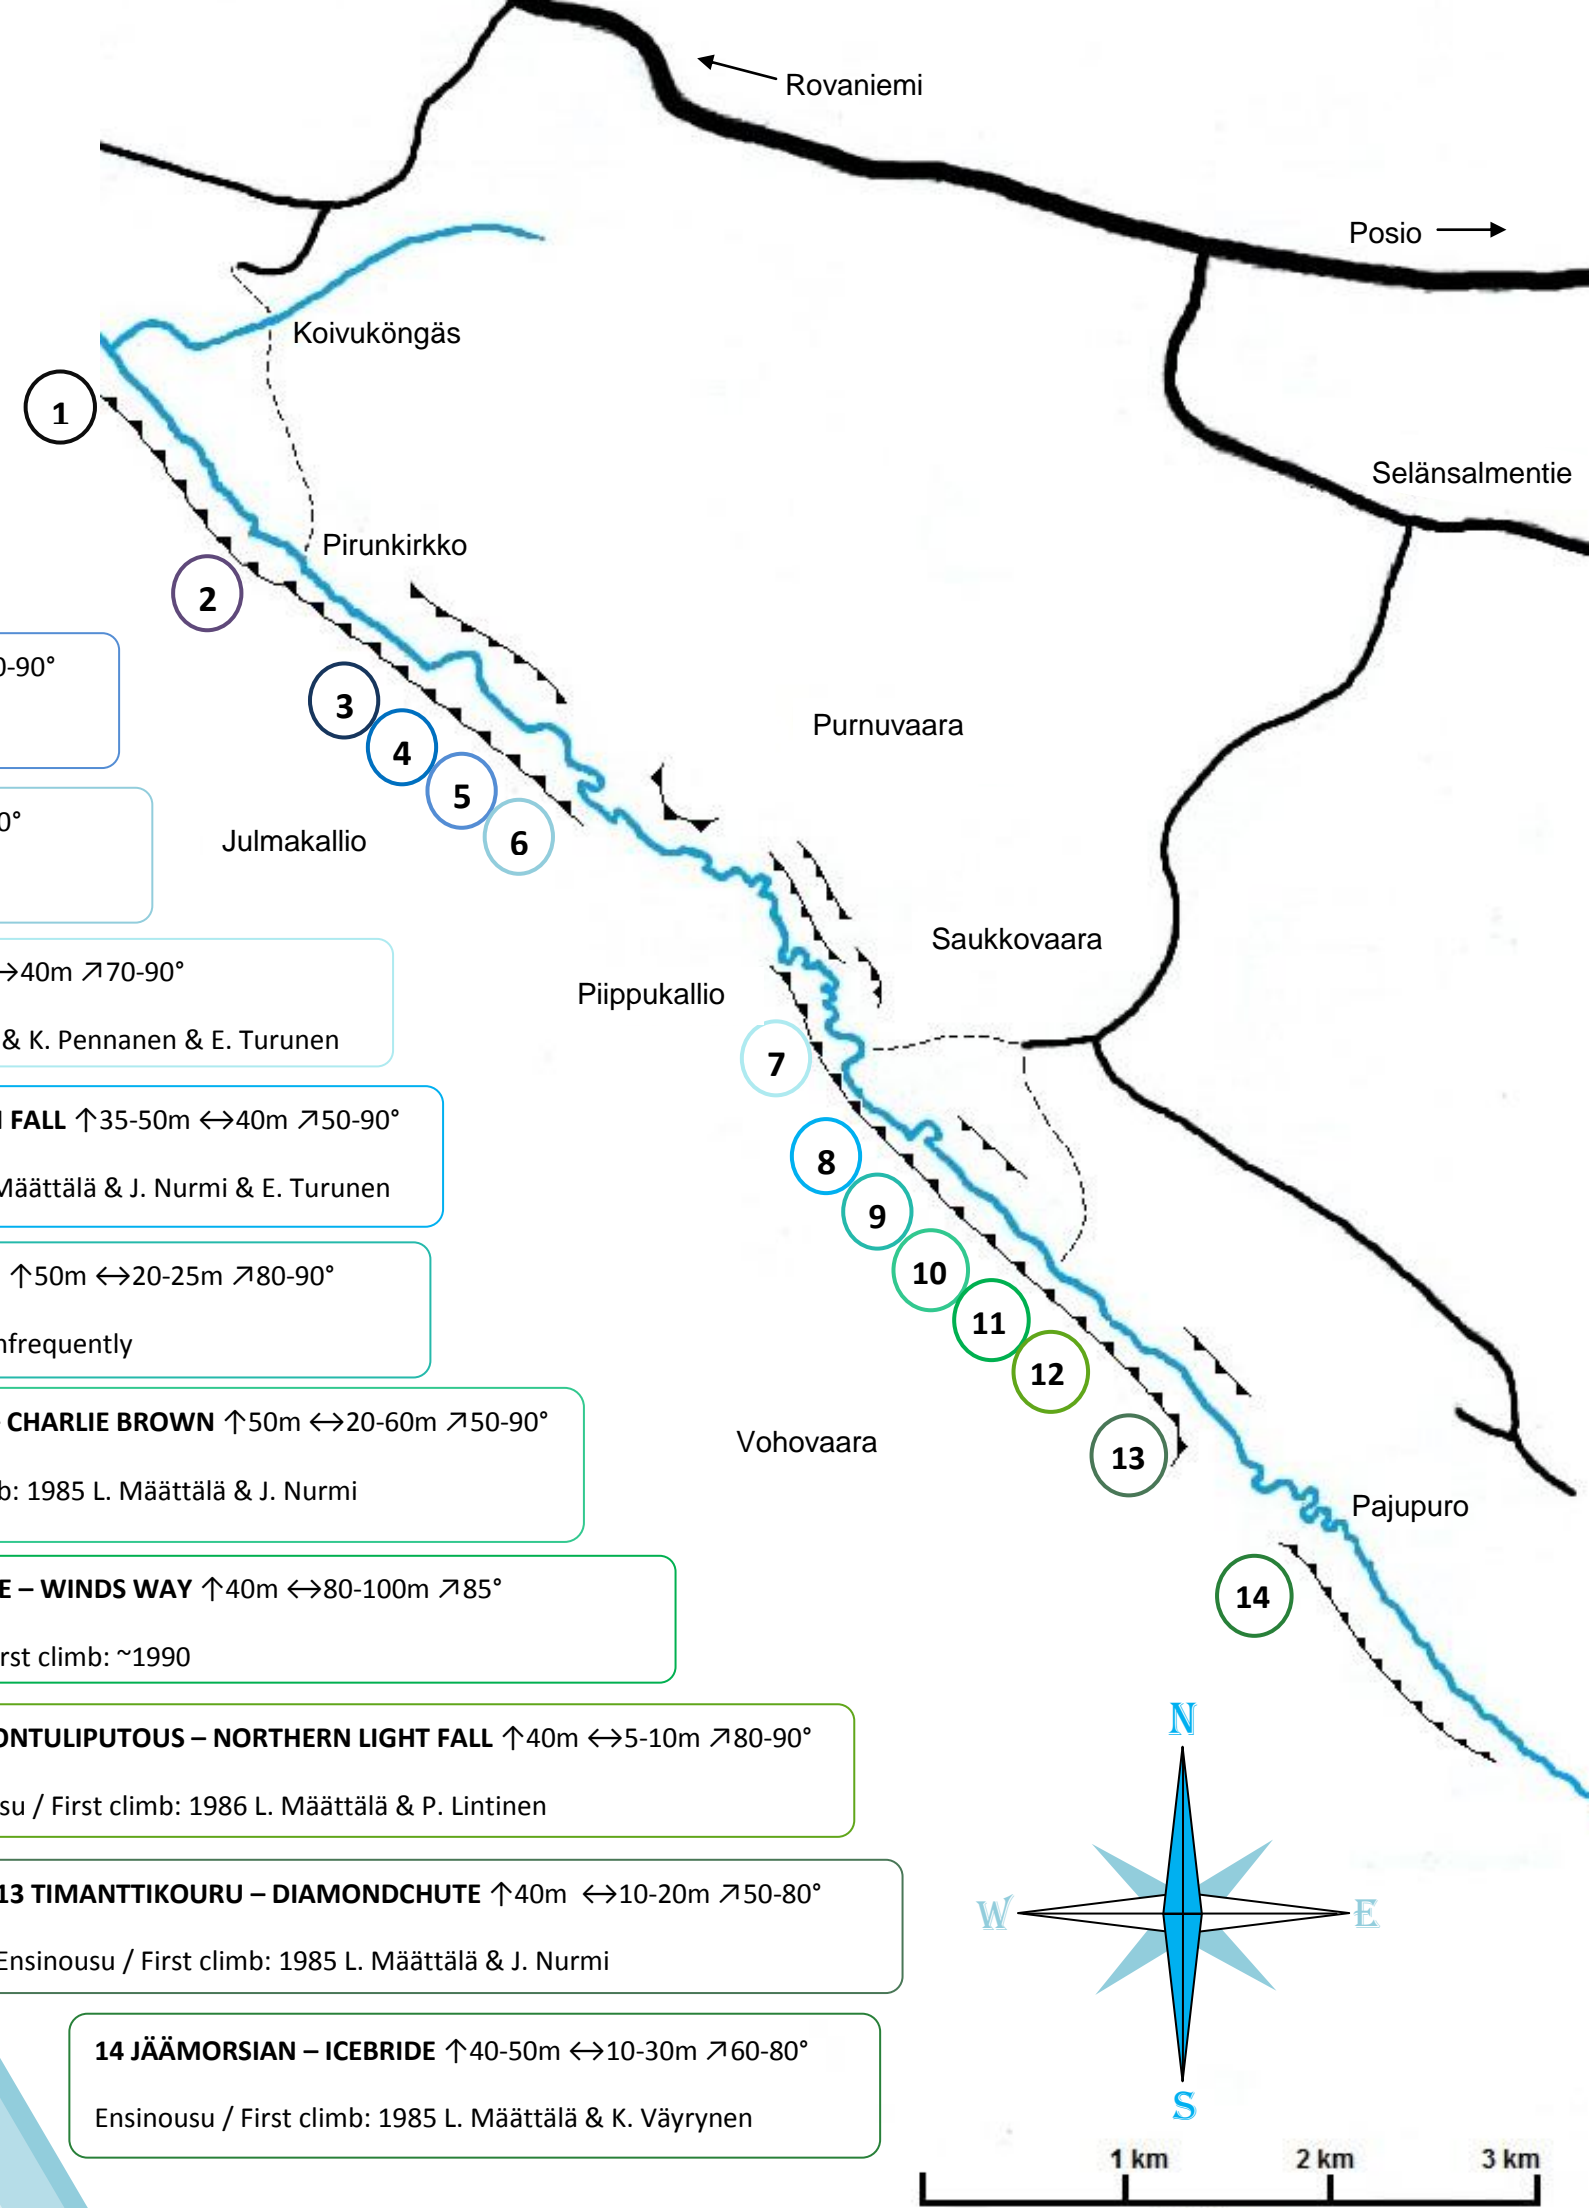 Rovaniemi
Posio
Koivuköngäs
1
Selänsalmentie
Pirunkirkko
2
0-90°
3
Purnuvaara
4
5
0°
Julmakallio
6
Saukkovaara
↔40m ↗70-90°
Piippukallio
& K. Pennanen & E. Turunen
7
FALL ↑35-50m ↔40m ↗50-90°
8
Määttälä & J. Nurmi & E. Turunen
9
↑50m ↔20-25m ↗80-90°
10
nfrequently
11
12
CHARLIE BROWN ↑50m ↔20-60m ↗50-90°
Vohovaara
13
b: 1985 L. Määttälä & J. Nurmi
Pajupuro
E – WINDS WAY ↑40m ↔80-100m ↗85°
14
rst climb: ~1990
N
ONTULIPUTOUS – NORTHERN LIGHT FALL ↑40m ↔5-10m ↗80-90°
su / First climb: 1986 L. Määttälä & P. Lintinen
13 TIMANTTIKOURU – DIAMONDCHUTE ↑40m ↔10-20m ↗50-80°
W E
Ensinousu / First climb: 1985 L. Määttälä & J. Nurmi
14 JÄÄMORSIAN – ICEBRIDE ↑40-50m ↔10-30m ↗60-80°
S
Ensinousu / First climb: 1985 L. Määttälä & K. Väyrynen
1 km 2 km 3 km